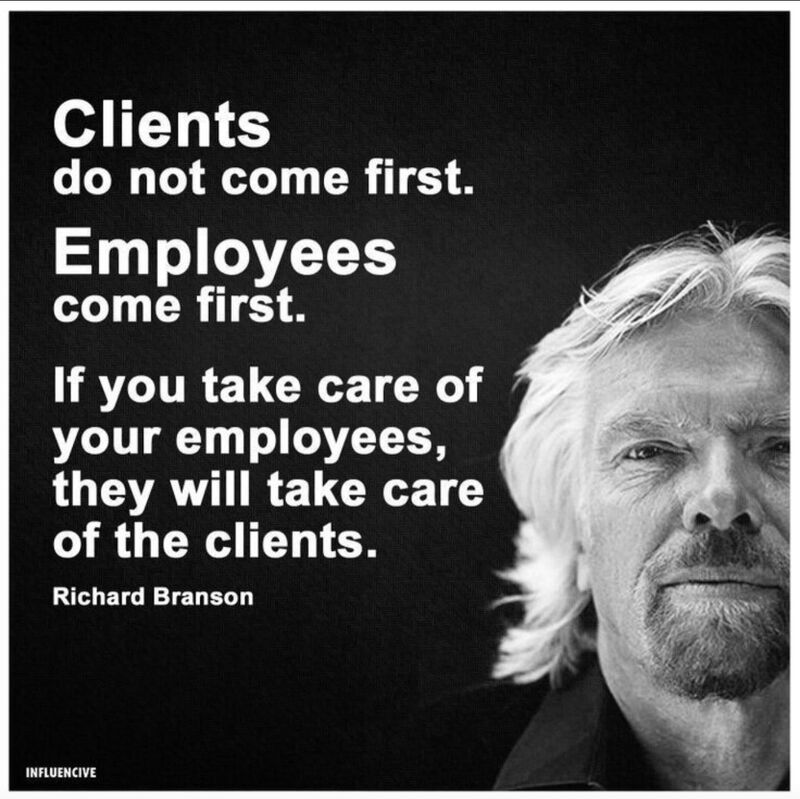 Clients
do not come first.
Employees
come first.
If you take care of
your employees,
they will take care
of the clients.
Richard Branson
INFLUENCIVE